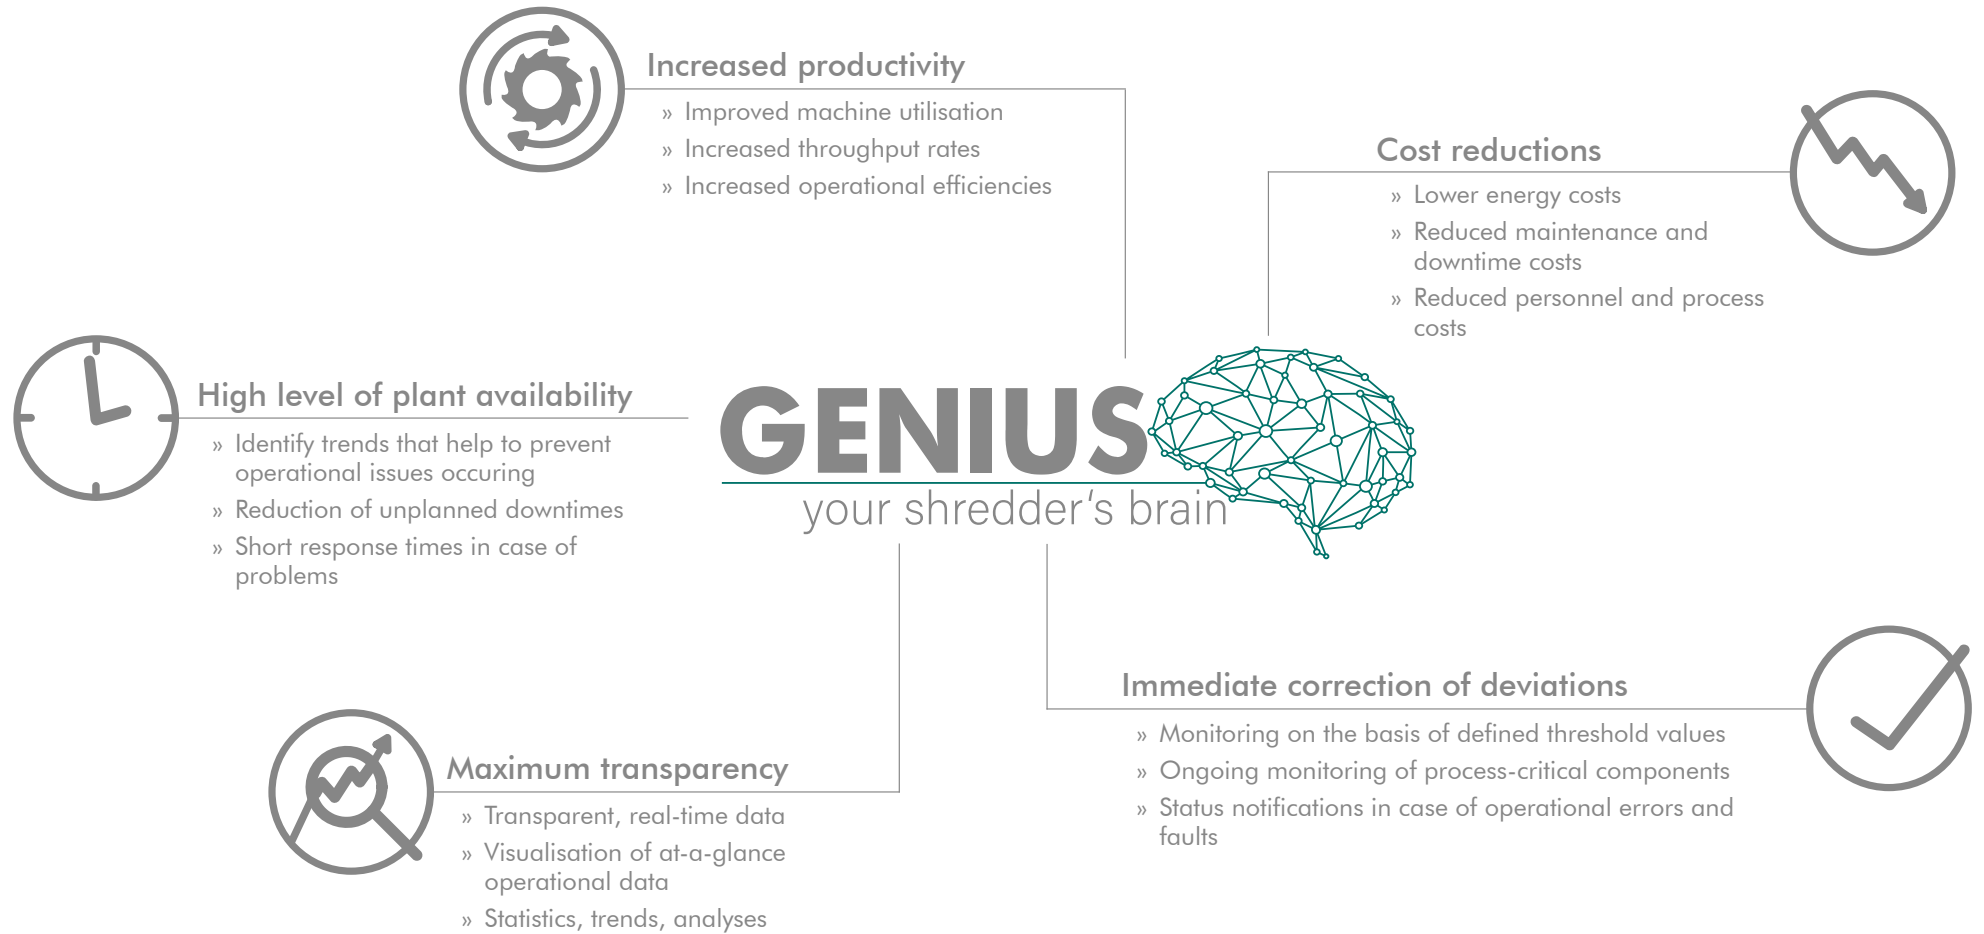 Increased productivity
» Improved machine utilisation
» Increased throughput rates
» Increased operational efficiencies
Cost reductions
» Lower energy costs
» Reduced maintenance and
downtime costs
» Reduced personnel and process
costs
High level of plant availability
» Identify trends that help to prevent
operational issues occuring
» Reduction of unplanned downtimes
» Short response times in case of
problems
GENIUS
your shredder‘s brain
Immediate correction of deviations
» Monitoring on the basis of defined threshold values
» Ongoing monitoring of process-critical components
» Status notifications in case of operational errors and
faults
Maximum transparency
» Transparent, real-time data
» Visualisation of at-a-glance
operational data
» Statistics, trends, analyses